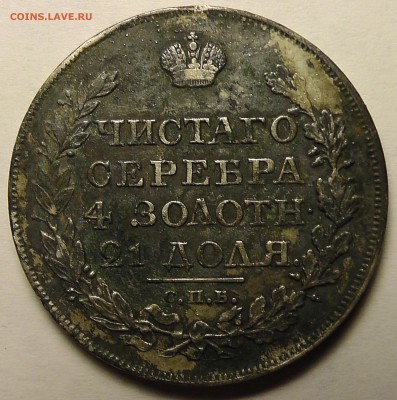 COINS.LAVE.RU
ЧИСТАГО
СЕРЕБРА
4 ЗОЛОТН.
21 ДОЛЯ
С.П.Б.